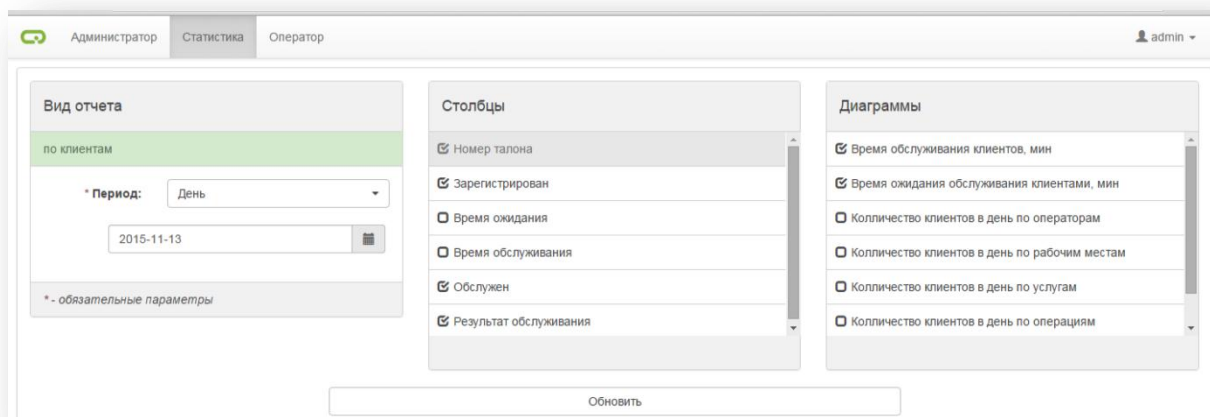 Администратор Статистика Оператор admin
Вид отчета
по клиентам
* Период: День
2015-11-13
* - обязательные параметры
Столбцы
Номер талона
Зарегистрирован
Время ожидания
Время обслуживания
Обслужен
Результат обслуживания
Диаграммы
Время обслуживания клиентов, мин
Время ожидания обслуживания клиентами, мин
Колличество клиентов в день по операторам
Колличество клиентов в день по рабочим местам
Колличество клиентов в день по услугам
Колличество клиентов в день по операциям
Обновить